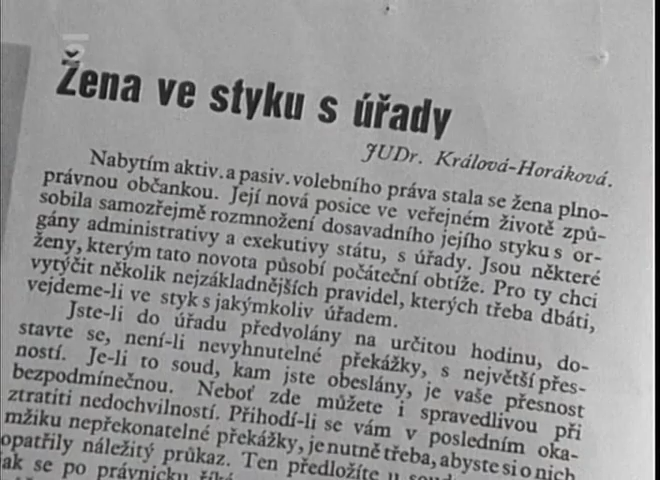 Žena ve styku s úřady
JUDr. Králová-Horáková.
Nabytím aktiv. a pasiv. volebního práva stala se žena plno-
právnou občankou. Její nová posice ve veřejném životě způ-
sobila samozřejmě rozmnožení dosavadního jejího styku s or-
gány administrativy a exekutivy státu, s úřady. Jsou některé
ženy, kterým tato novota působí počáteční obtíže. Pro ty chci
vytýčit několik nejzákladnějších pravidel, kterých třeba dbáti,
vejdeme-li ve styk s jakýmkoliv úřadem.
Jste-li do úřadu předvolány na určitou hodinu, do-
stavte se, není-li nevyhnutelné překážky, s největší přes-
ností. Je-li to soud, kam jste obeslány, je vaše přesnost
bezpodmínečnou. Neboť zde můžete i spravedlivou při
ztratiti nedochvilností. Přihodí-li se vám v posledním oka-
mžiku nepřekonatelné překážky, je nutně třeba, abyste si o nich
opatřily náležitý průkaz. Ten předložíte u
jak se po právnicku říká